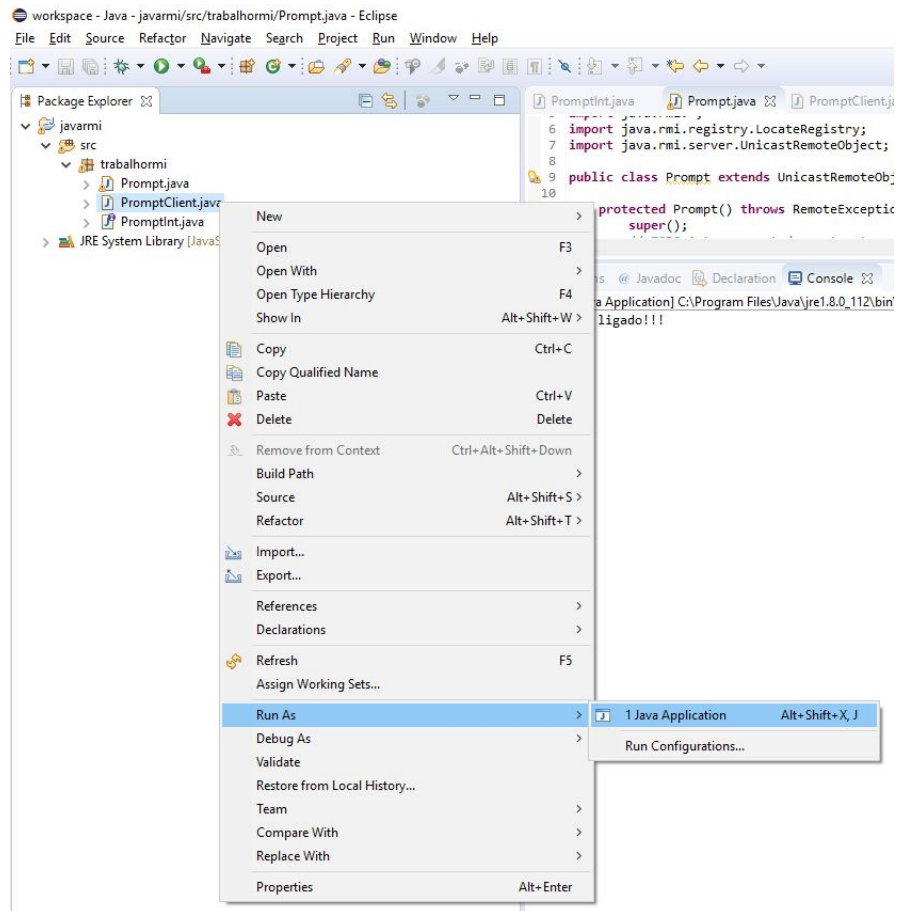 workspace - Java - javarmi/src/trabalhormi/Prompt.java - Eclipse
File Edit Source Refactor Navigate Search Project Run Window Help
Package Explorer
PromptInt.java Prompt.java PromptClient.ja
javarmi
src
trabalhormi
Prompt.java
PromptClient.java
PromptInt.java
JRE System Library [JavaS
6 import java.rmi.registry.LocateRegistry;
7 import java.rmi.server.UnicastRemoteObject;
8
9 public class Prompt extends UnicastRemoteObj
10
protected Prompt() throws RemoteExceptio
super();
ns @ Javadoc Declaration Console
a Application] C:\Program Files\Java\jre1.8.0_112\bin\
ligado!!!
New
Open F3
Open With
Open Type Hierarchy F4
Show In Alt+Shift+W
Copy Ctrl+C
Copy Qualified Name
Paste Ctrl+V
Delete Delete
Remove from Context Ctrl+Alt+Shift+Down
Build Path
Source Alt+Shift+S
Refactor Alt+Shift+T
Import...
Export...
References
Declarations
Refresh F5
Assign Working Sets...
Run As
Debug As
Validate
Restore from Local History...
Team
Compare With
Replace With
Properties Alt+Enter
1 Java Application Alt+Shift+X, J
Run Configurations...